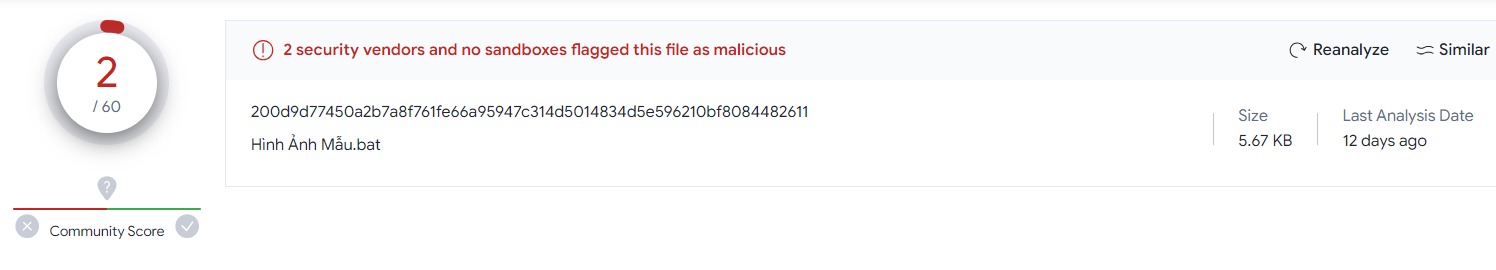 2
/ 60
Community Score
2 security vendors and no sandboxes flagged this file as malicious
Reanalyze
Similar
200d9d77450a2b7a8f761fe66a95947c314d5014834d5e596210bf8084482611
Hình Ảnh Mẫu.bat
Size
5.67 KB
Last Analysis Date
12 days ago